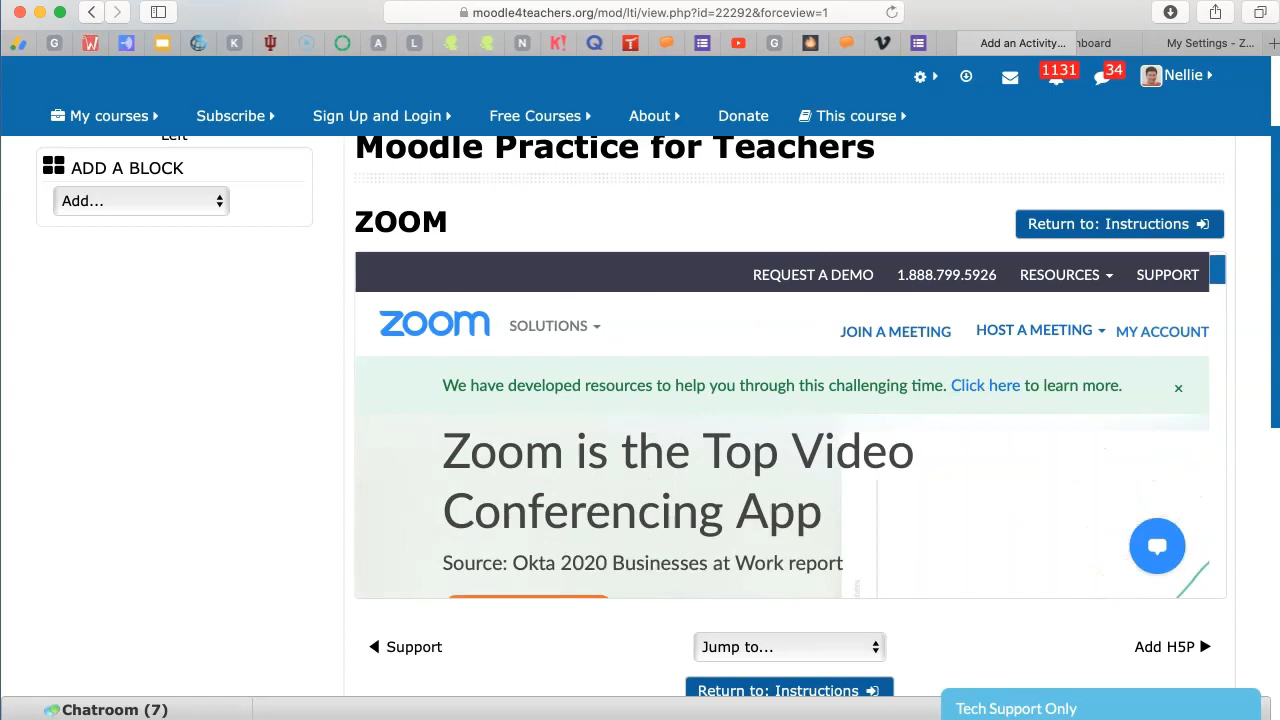 moodle4teachers.org/mod/lti/view.php?id=22292&forceview=1
Add an Activity... hboard My Settings - Z...
1131 34 Nellie
My courses Subscribe Sign Up and Login Free Courses About Donate This course
Left
ADD A BLOCK
Add...
Moodle Practice for Teachers
ZOOM
Return to: Instructions
REQUEST A DEMO 1.888.799.5926 RESOURCES SUPPORT
zoom SOLUTIONS JOIN A MEETING HOST A MEETING MY ACCOUNT
We have developed resources to help you through this challenging time. Click here to learn more. ×
Zoom is the Top Video
Conferencing App
Source: Okta 2020 Businesses at Work report
Support Jump to... Add H5P
Return to: Instructions
Chatroom (7)
Tech Support Only